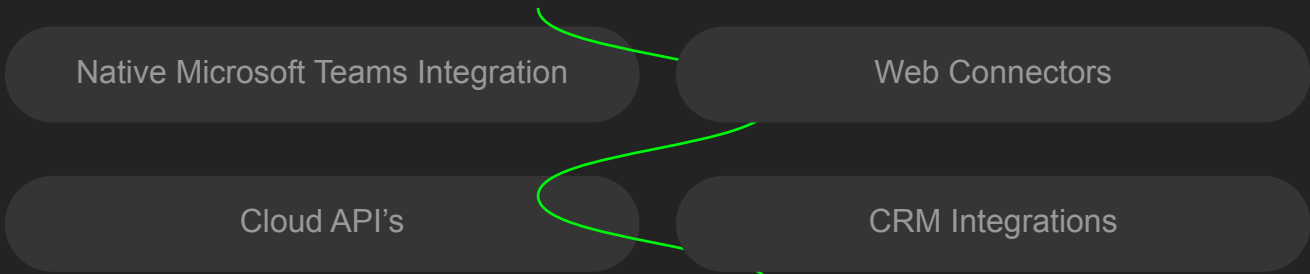 Native Microsoft Teams Integration
Web Connectors
Cloud API’s
CRM Integrations